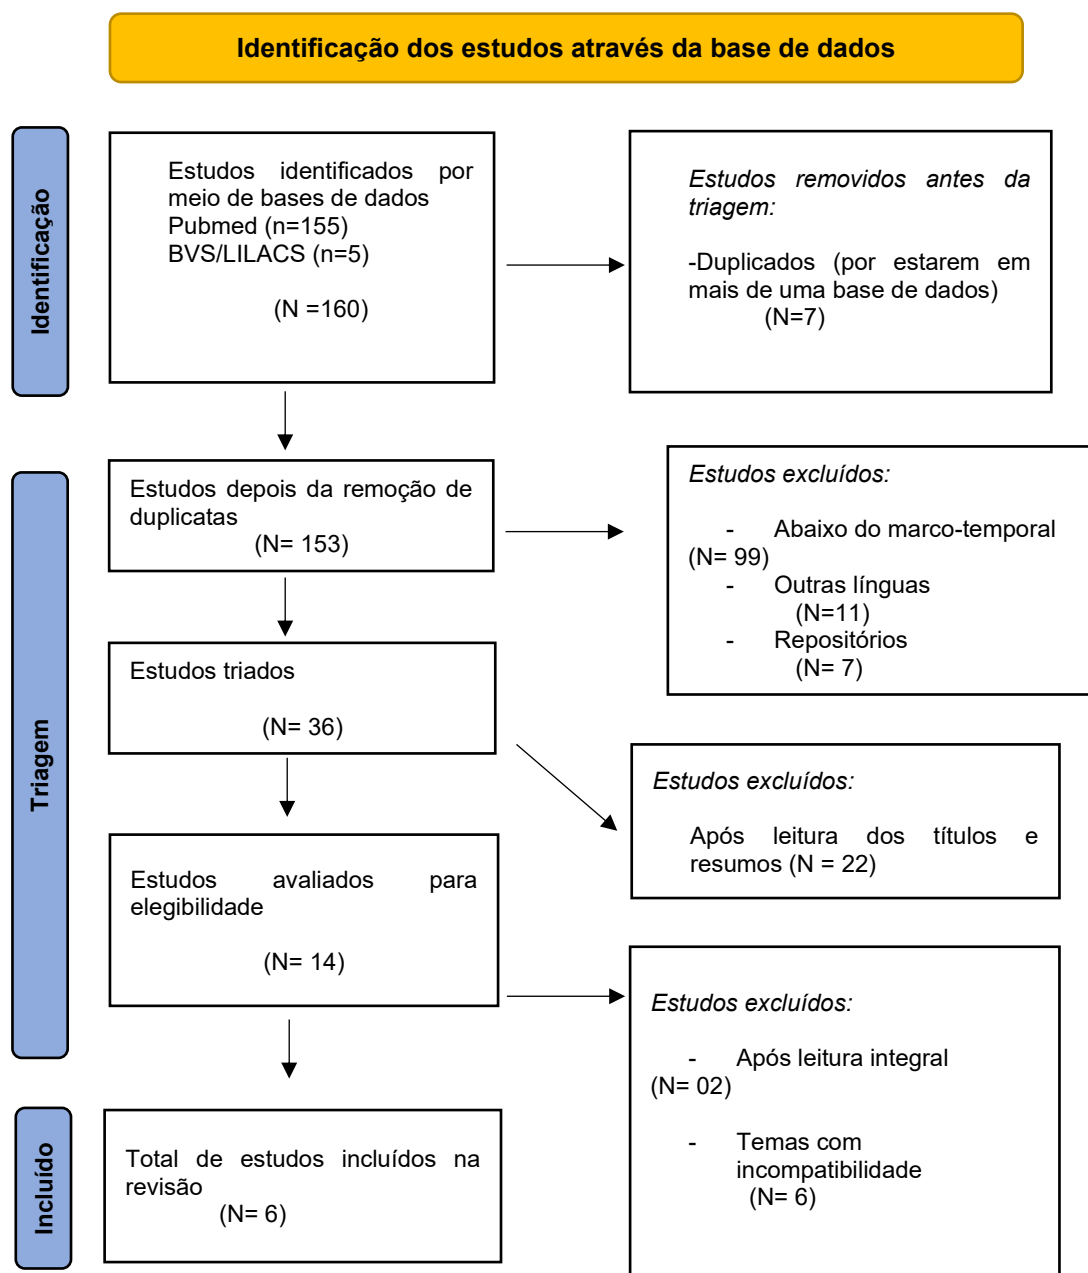 Identificação dos estudos através da base de dados
Identificação
Estudos identificados por
meio de bases de dados
Pubmed (n=155)
BVS/LILACS (n=5)
(N =160)
Estudos removidos antes da
triagem:
-Duplicados (por estarem em
mais de uma base de dados)
(N=7)
Triagem
Estudos depois da remoção de
duplicatas
(N= 153)
Estudos excluídos:
- Abaixo do marco-temporal
(N= 99)
- Outras línguas
(N=11)
- Repositórios
(N= 7)
Estudos triados
(N= 36)
Estudos excluídos:
Após leitura dos títulos e
resumos (N = 22)
Estudos avaliados para
elegibilidade
(N= 14)
Estudos excluídos:
- Após leitura integral
(N= 02)
- Temas com
incompatibilidade
(N= 6)
Incluído
Total de estudos incluídos na
revisão
(N= 6)